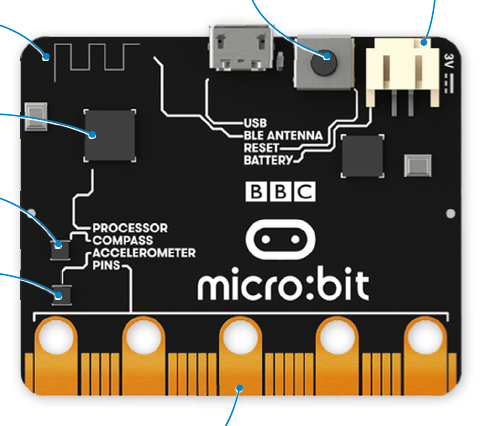 3V
USB
BLE ANTENNA
RESET
BATTERY
BBC
PROCESSOR
COMPASS
ACCELEROMETER
PINS
micro:bit